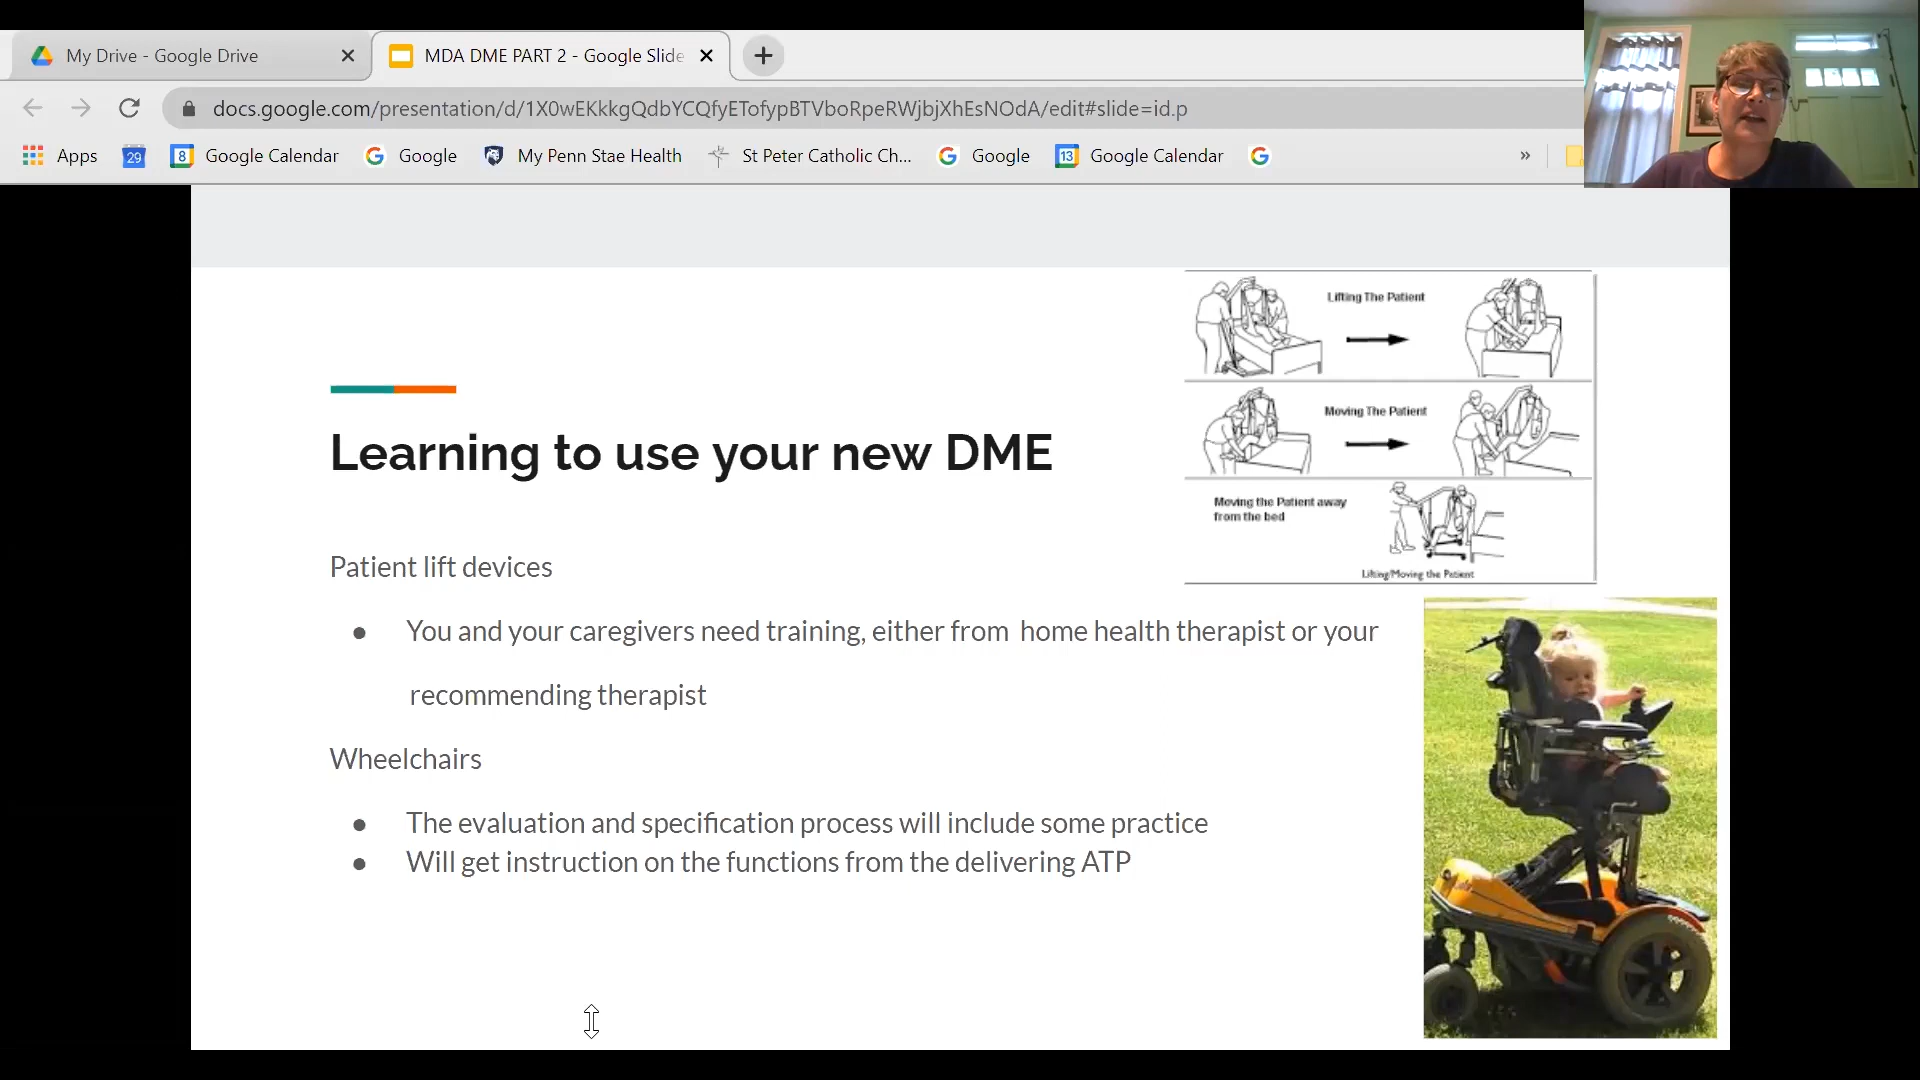 My Drive - Google Drive
MDA DME PART 2 - Google Slide
docs.google.com/presentation/d/1X0wEKkkgQdbYCQfyETofypBTVboRpeRWjbjXhEsNOdA/edit#slide=id.p
Apps 29 8 Google Calendar Google My Penn Stae Health St Peter Catholic Ch... Google 13 Google Calendar »
Lifting The Patient
Moving The Patient
Moving the Patient away
from the bed
Lifting/Moving the Patient
Learning to use your new DME
Patient lift devices
● You and your caregivers need training, either from home health therapist or your
recommending therapist
Wheelchairs
● The evaluation and specification process will include some practice
● Will get instruction on the functions from the delivering ATP